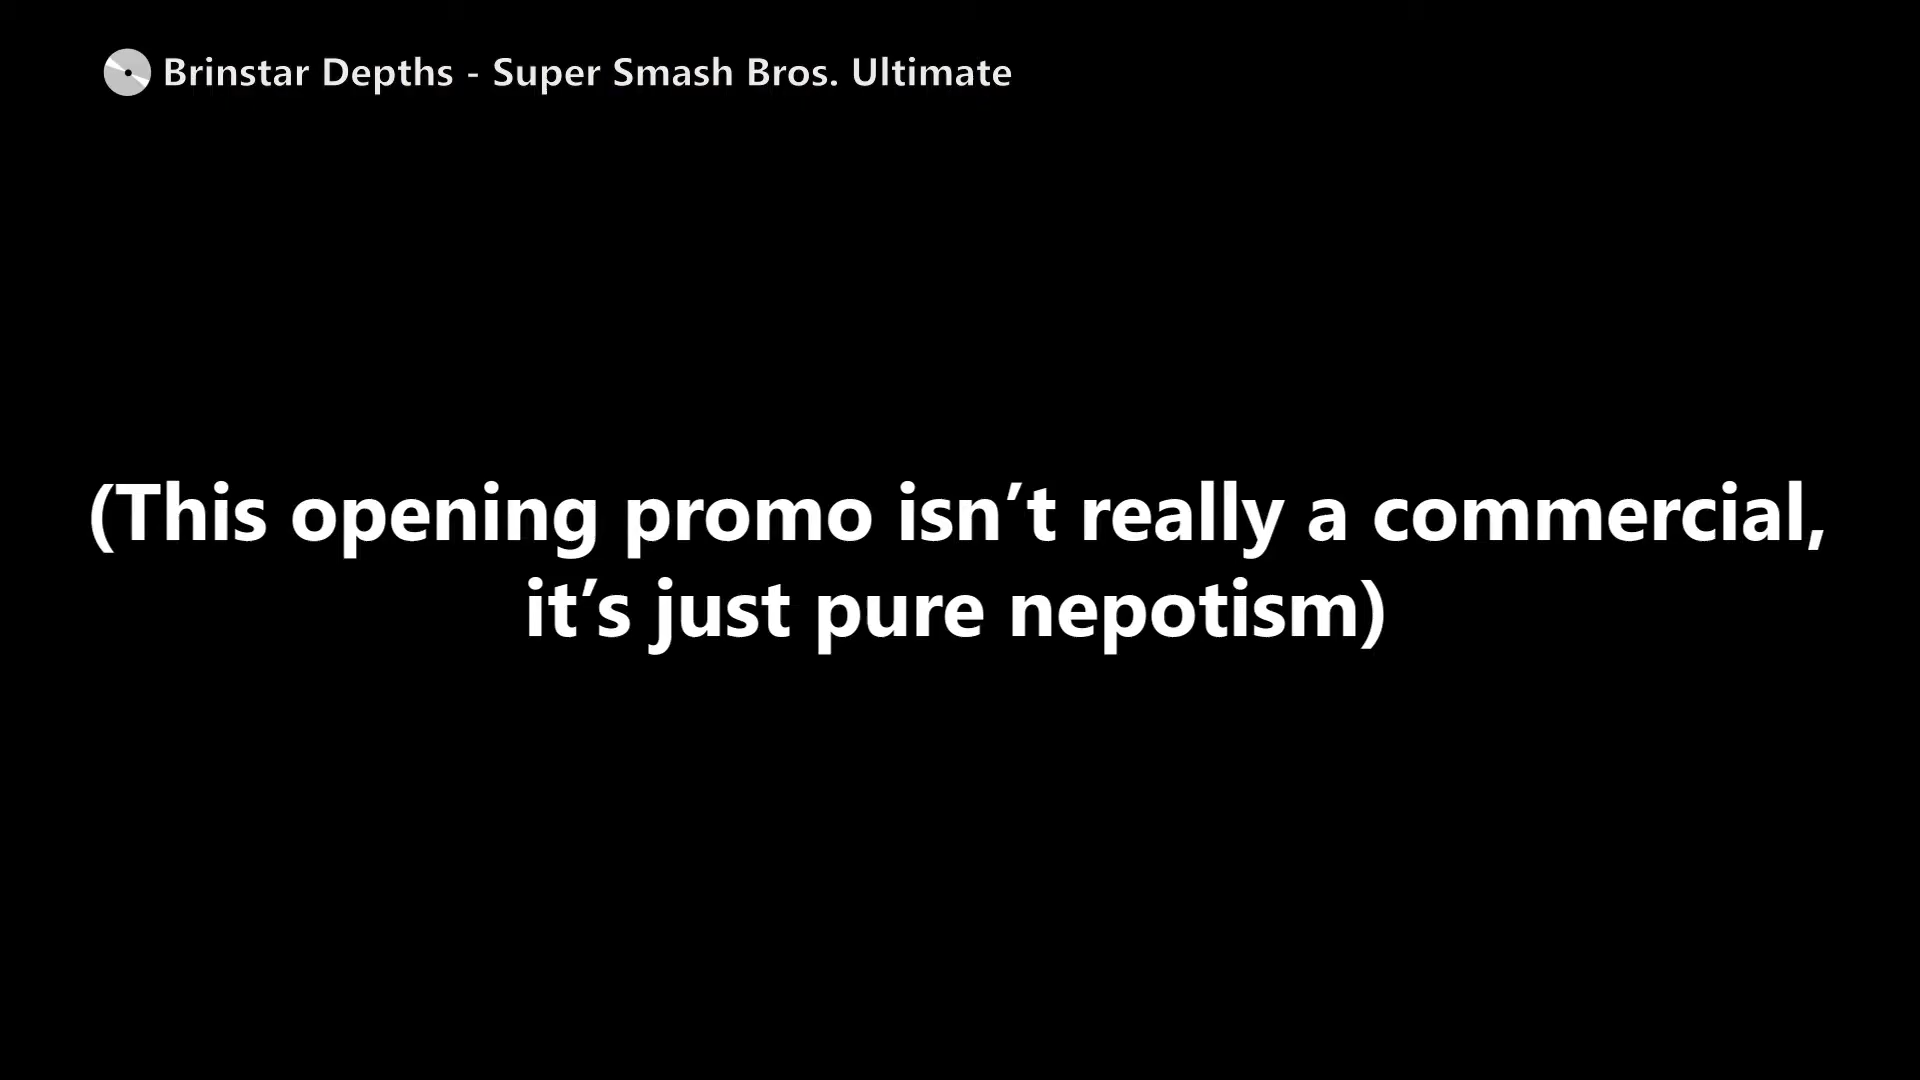 Brinstar Depths - Super Smash Bros. Ultimate
(This opening promo isn’t really a commercial,
it’s just pure nepotism)